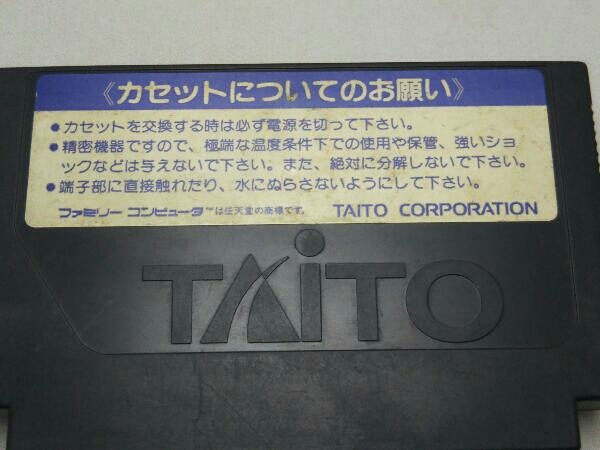 《カセットについてのお願い》
●カセットを交換する時は必ず電源を切って下さい。
●精密機器ですので、極端な温度条件下での使用や保管、強いショ
ックなどは与えないで下さい。また、絶対に分解しないで下さい。
●端子部に直接触れたり、水にぬらさないようにして下さい。
ファミリー コンピュータ™は任天堂の商標です。 TAITO CORPORATION
TAITO